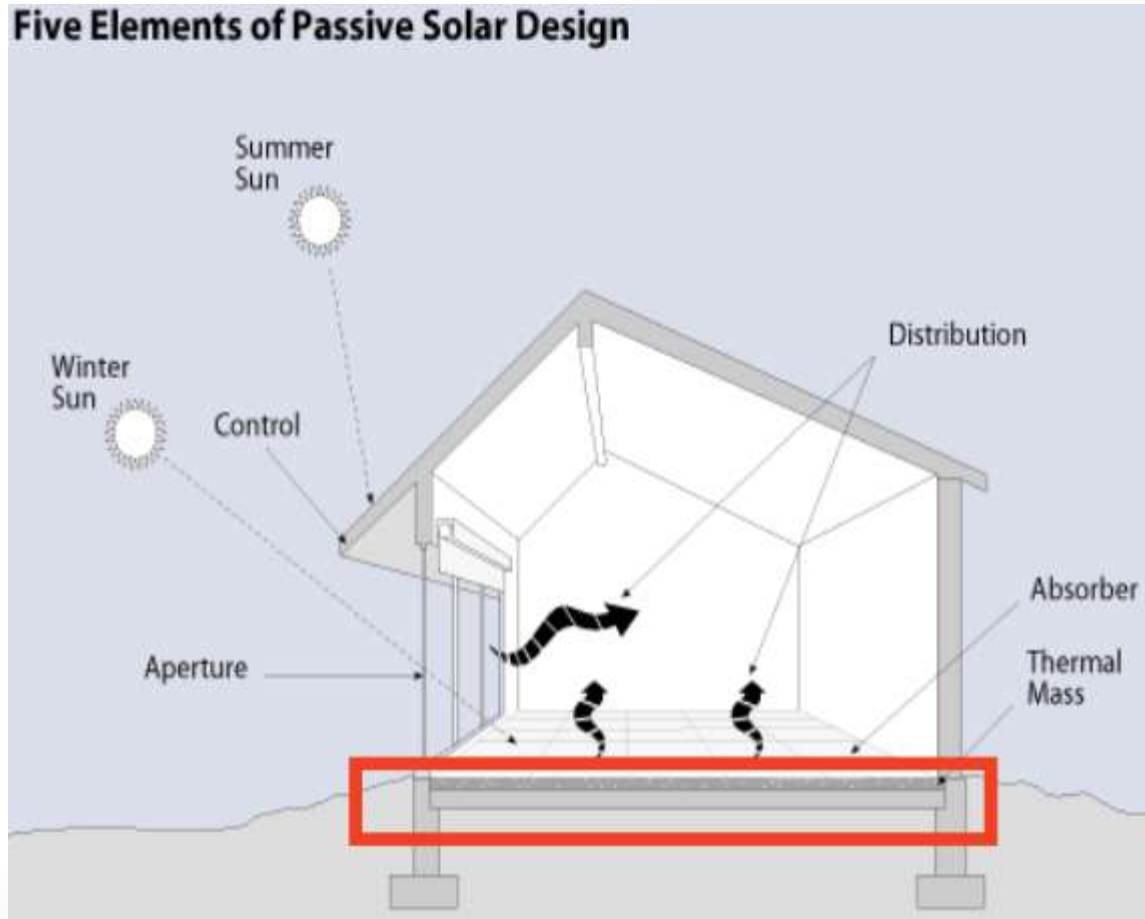 Five Elements of Passive Solar Design
Summer
Sun
Winter
Sun
Control
Distribution
Absorber
Aperture
Thermal
Mass